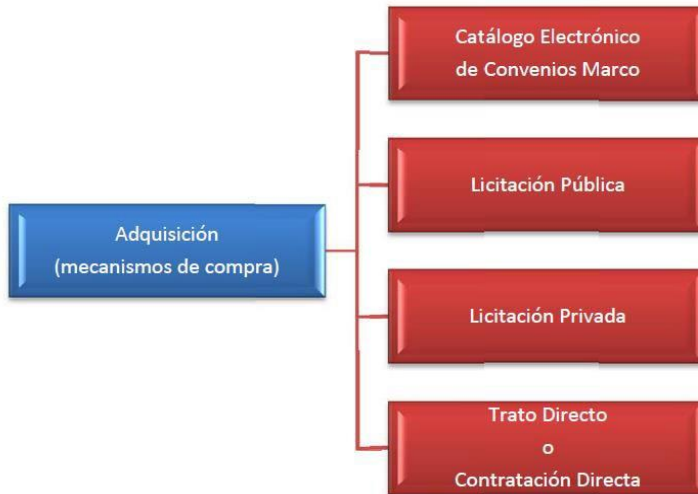 Catálogo Electrónico
de Convenios Marco
Licitación Pública
Adquisición
(mecanismos de compra)
Licitación Privada
Trato Directo
o
Contratación Directa